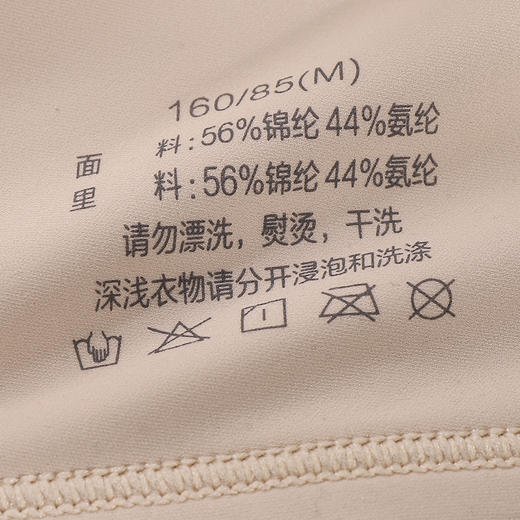 160/85(M)
面料:56%锦纶 44%氨纶
里料:56%锦纶 44%氨纶
请勿漂洗，熨烫，干洗
深浅衣物请分开浸泡和洗涤